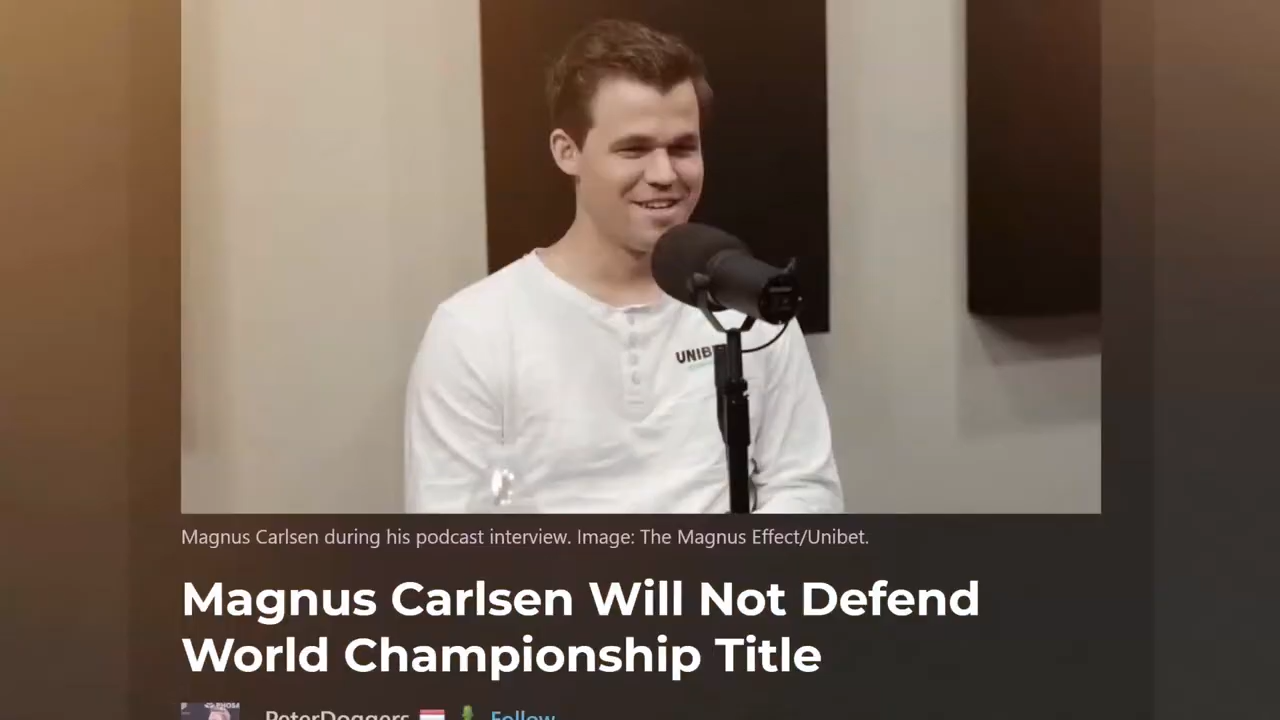 UNIB
Magnus Carlsen during his podcast interview. Image: The Magnus Effect/Unibet.
Magnus Carlsen Will Not Defend
World Championship Title
PeterDoggers Follow